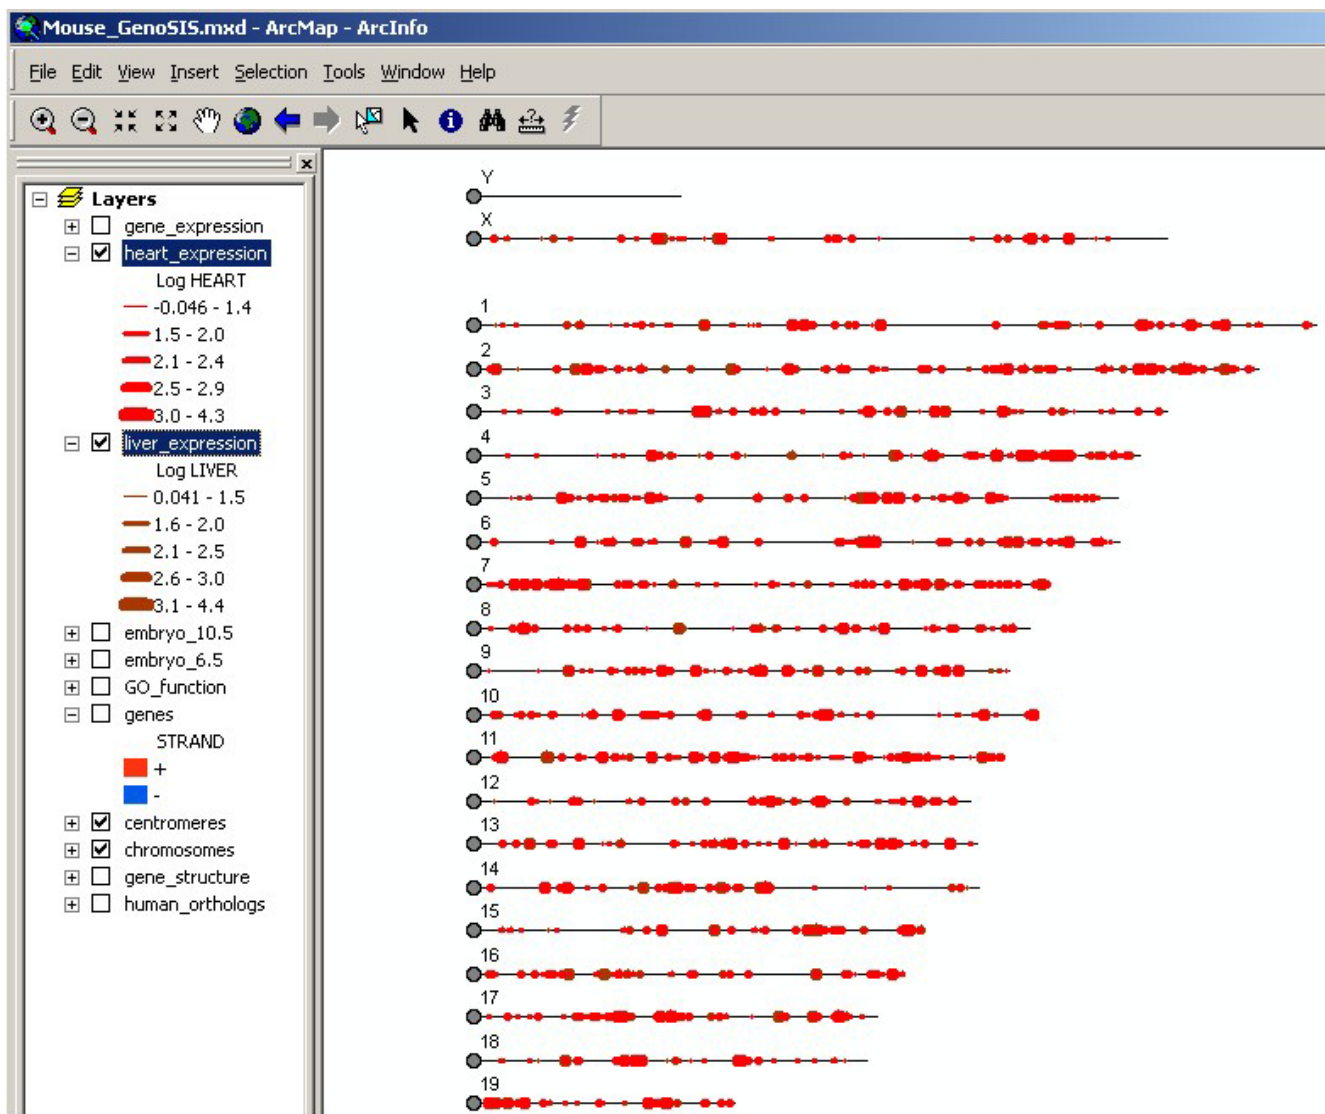 Mouse_GenoSIS.mxd - ArcMap - ArcInfo
File Edit View Insert Selection Tools Window Help
Layers
gene_expression
heart_expression
Log HEART
-0.046 - 1.4
1.5 - 2.0
2.1 - 2.4
2.5 - 2.9
3.0 - 4.3
liver_expression
Log LIVER
0.041 - 1.5
1.6 - 2.0
2.1 - 2.5
2.6 - 3.0
3.1 - 4.4
embryo_10.5
embryo_6.5
GO_function
genes
STRAND
+
-
centromeres
chromosomes
gene_structure
human_orthologs
Y
X
1
2
3
4
5
6
7
8
9
10
11
12
13
14
15
16
17
18
19